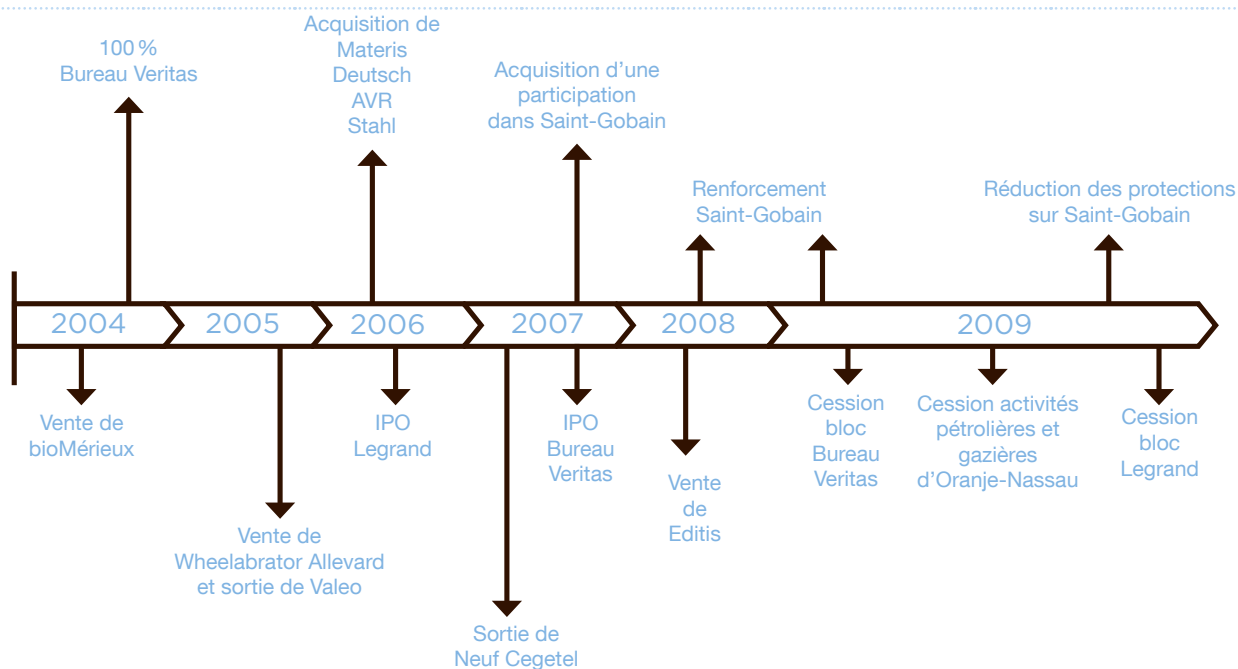 100 %
Bureau Veritas
Acquisition de
Materis
Deutsch
AVR
Stahl
Acquisition d’une
participation
dans Saint-Gobain
Renforcement
Saint-Gobain
Réduction des protections
sur Saint-Gobain
2004
2005
2006
2007
2008
2009
Vente de
bioMérieux
Vente de
Wheelabrator Allevard
et sortie de Valeo
IPO
Legrand
Sortie de
Neuf Cegetel
IPO
Bureau
Veritas
Vente
de
Editis
Cession
bloc
Bureau
Veritas
Cession activités
pétrolières et
gazières
d’Oranje-Nassau
Cession
bloc
Legrand